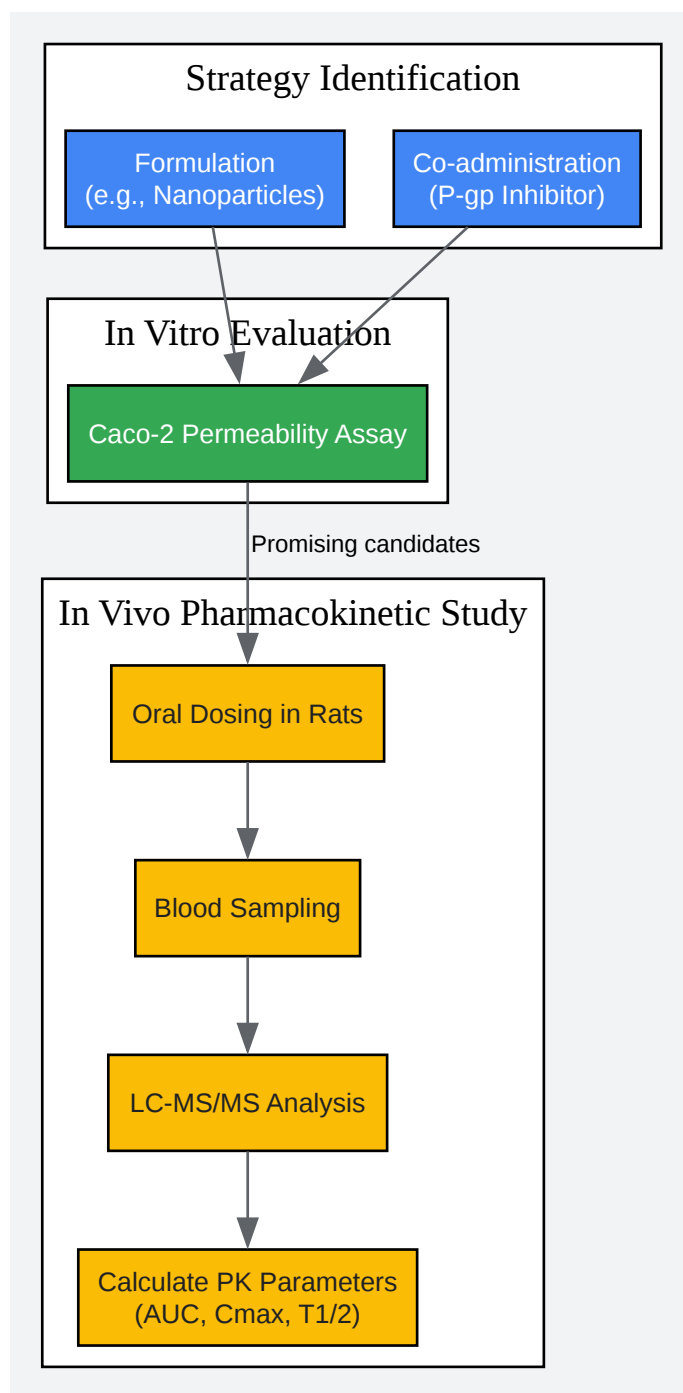 Strategy Identification
Formulation
(e.g., Nanoparticles)
Co-administration
(P-gp Inhibitor)
In Vitro Evaluation
Caco-2 Permeability Assay
Promising candidates
In Vivo Pharmacokinetic Study
Oral Dosing in Rats
Blood Sampling
LC-MS/MS Analysis
Calculate PK Parameters
(AUC, Cmax, T1/2)